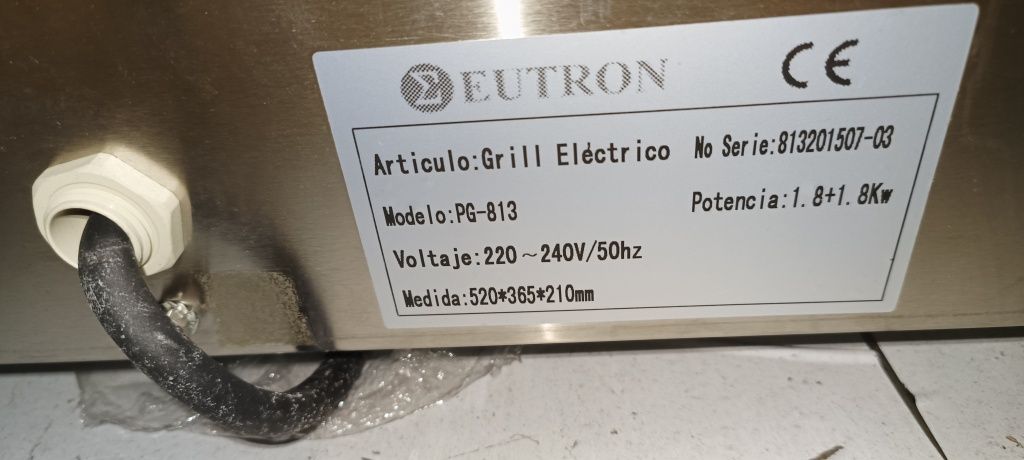 EUTRON CE
Articulo:Grill Eléctrico No Serie:813201507-03
Modelo:PG-813 Potencia:1.8+1.8Kw
Voltaje:220~240V/50hz
Medida:520*365*210mm